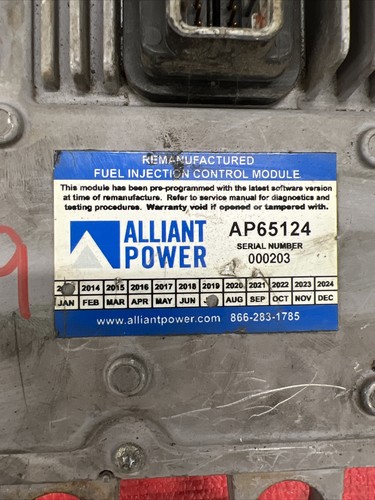 REMANUFACTURED
FUEL INJECTION CONTROL MODULE
This module has been pre-programmed with the latest software version
at time of remanufacture. Refer to service manual for diagnostics and
testing procedures. Warranty void if opened or tampered with.
ALLIANT
POWER
AP65124
SERIAL NUMBER
000203
2014 2015 2016 2017 2018 2019 2020 2021 2022 2023 2024
JAN FEB MAR APR MAY JUN AUG SEP OCT NOV DEC
www.alliantpower.com 866-283-1785
9